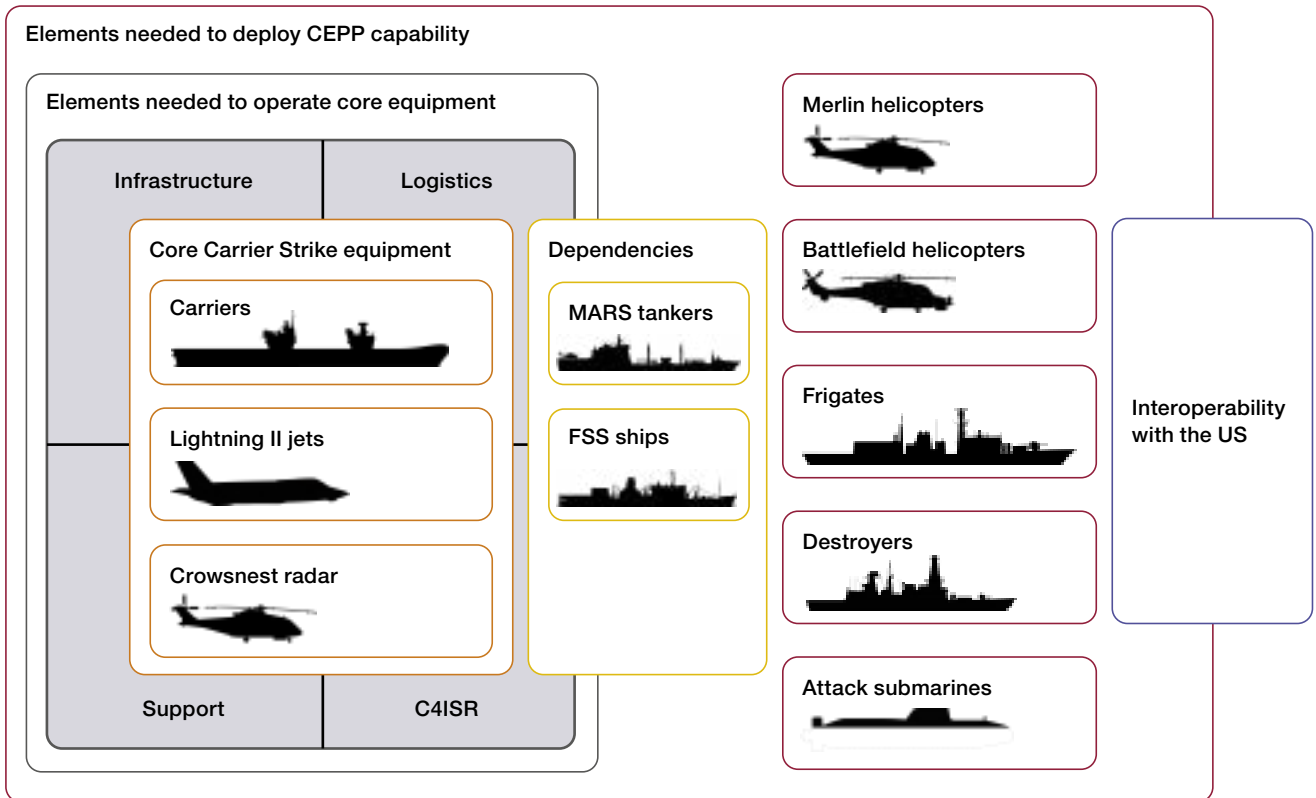 Elements needed to deploy CEPP capability
Elements needed to operate core equipment
Infrastructure
Logistics
Core Carrier Strike equipment
Carriers
Lightning II jets
Crowsnest radar
Support
C4ISR
Dependencies
MARS tankers
FSS ships
Merlin helicopters
Battlefield helicopters
Frigates
Destroyers
Attack submarines
Interoperability
with the US